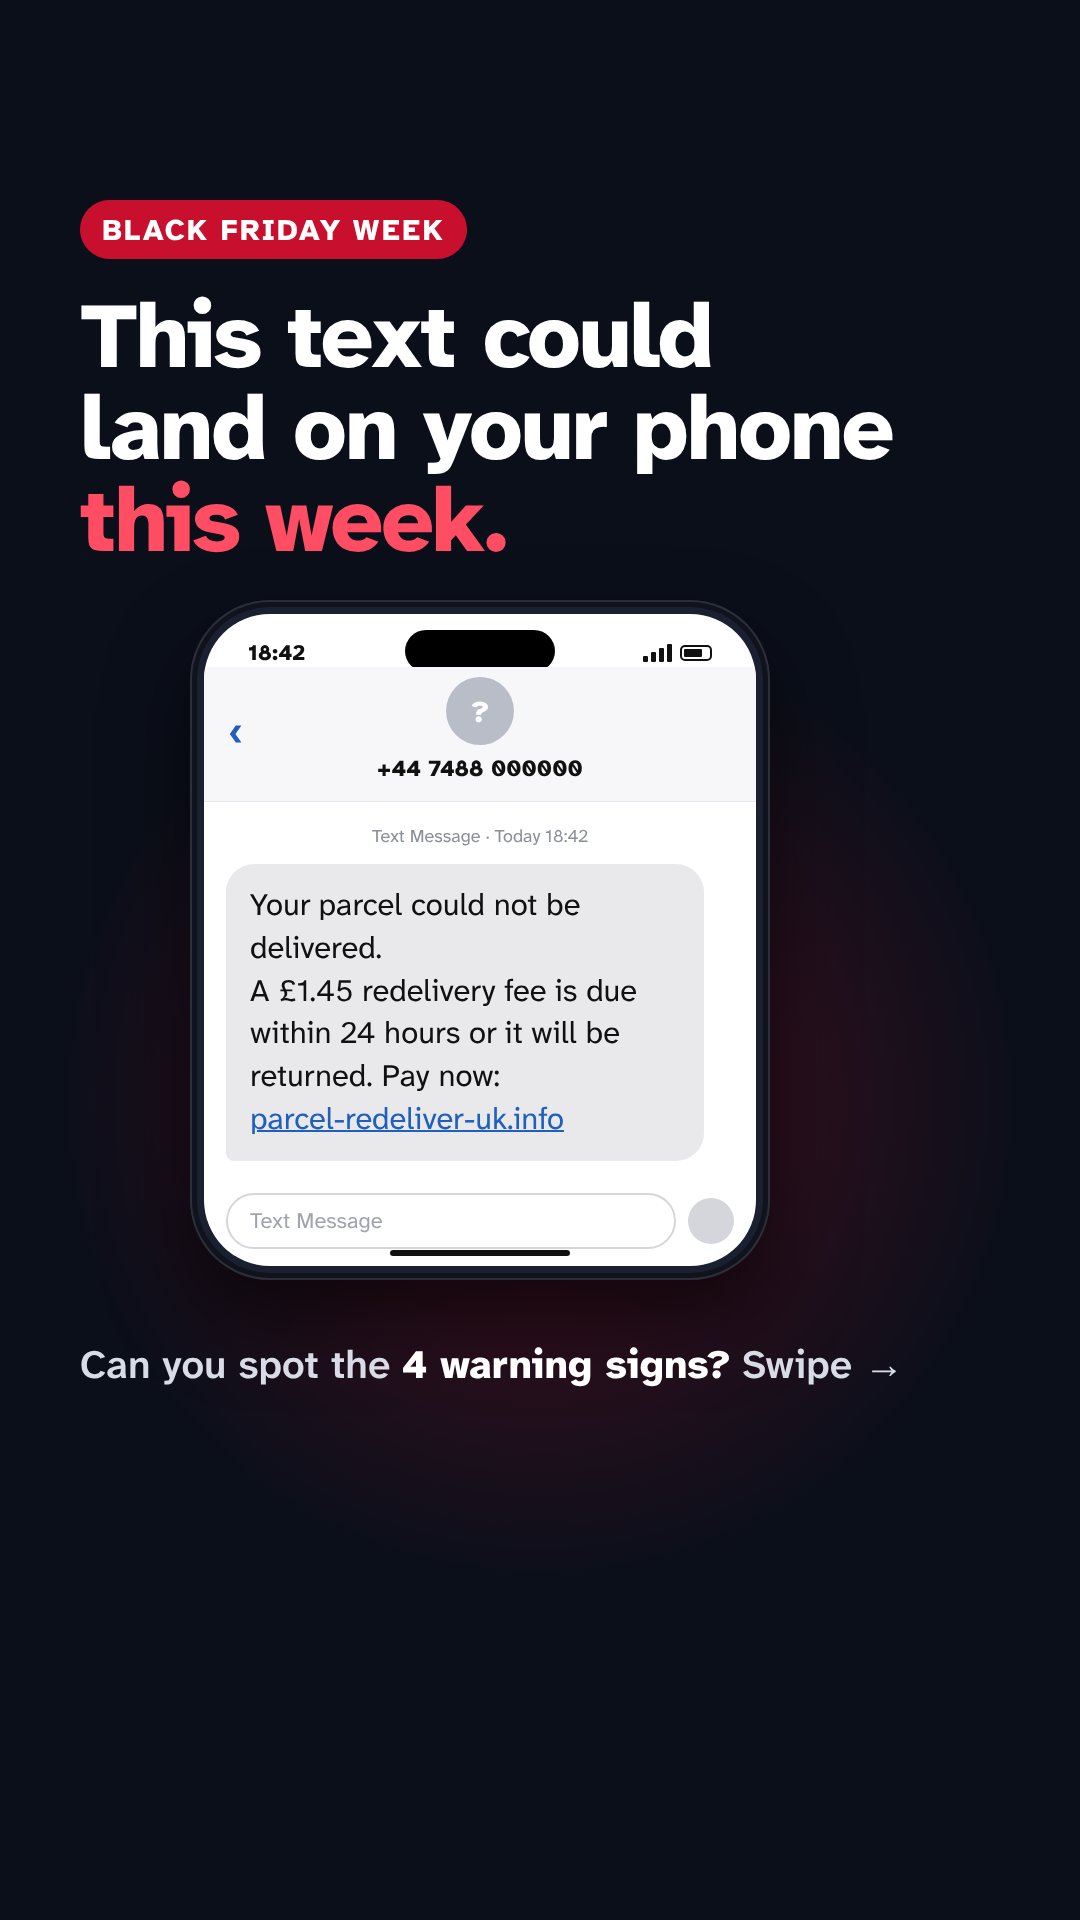 BLACK FRIDAY WEEK
This text could
land on your phone
this week.
18:42
?
‹
+44 7488 000000
Text Message · Today 18:42
Your parcel could not be
delivered.
A £1.45 redelivery fee is due
within 24 hours or it will be
returned. Pay now:
parcel-redeliver-uk.info
Text Message
Can you spot the 4 warning signs? Swipe →